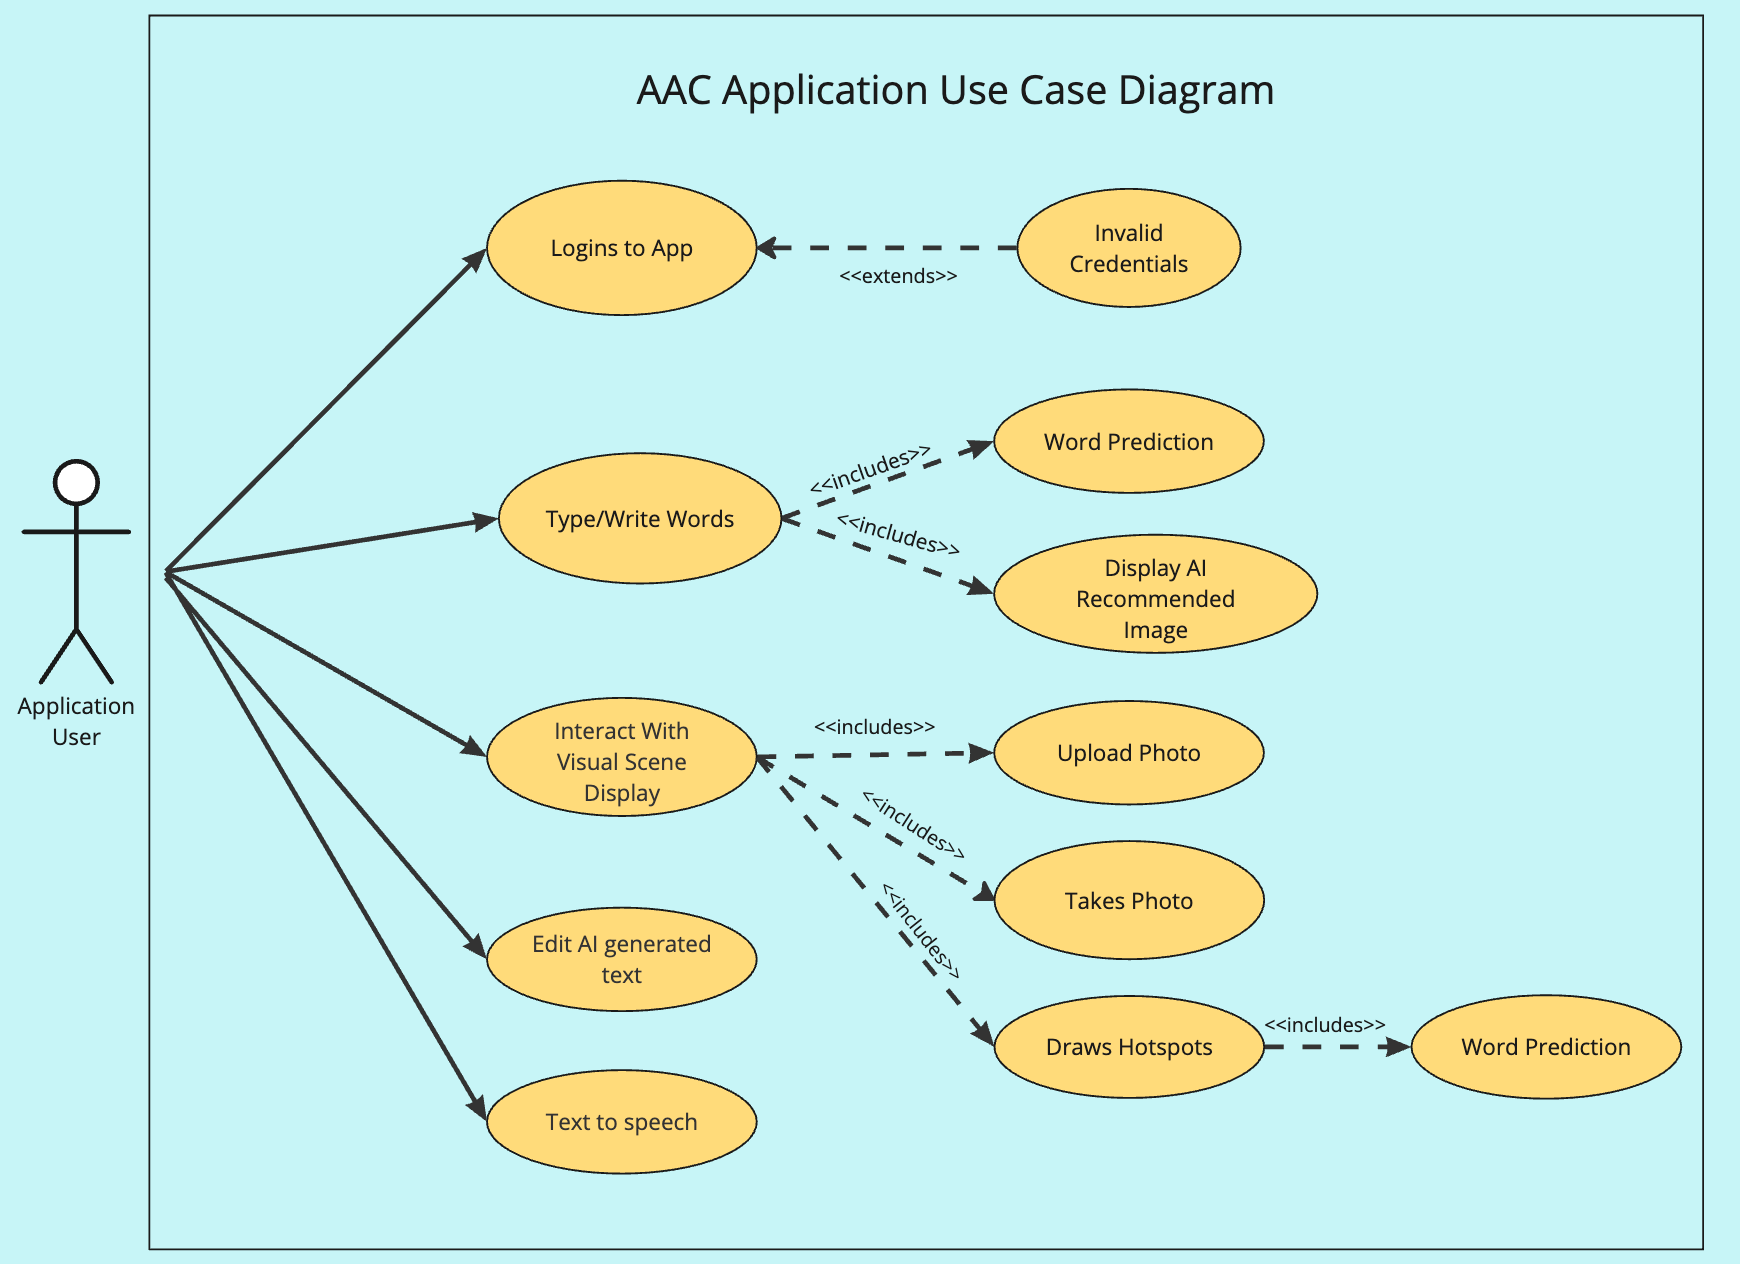 AAC Application Use Case Diagram
Logins to App
<<extends>>
Invalid
Credentials
Application
User
Type/Write Words
<<includes>>
Word Prediction
<<includes>>
Display AI
Recommended
Image
Interact With
Visual Scene
Display
<<includes>>
Upload Photo
<<includes>>
Takes Photo
<<includes>>
Draws Hotspots
<<includes>>
Word Prediction
Edit AI generated
text
Text to speech